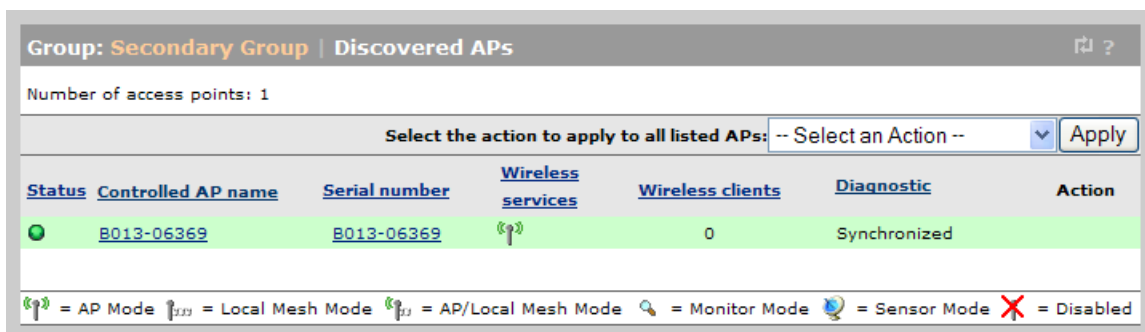 Group: Secondary Group | Discovered APs ?
Number of access points: 1
Select the action to apply to all listed APs: -- Select an Action -- Apply
Status Controlled AP name Serial number Wireless services Wireless clients Diagnostic Action
B013-06369 B013-06369 0 Synchronized
= AP Mode = Local Mesh Mode = AP/Local Mesh Mode = Monitor Mode = Sensor Mode = Disabled